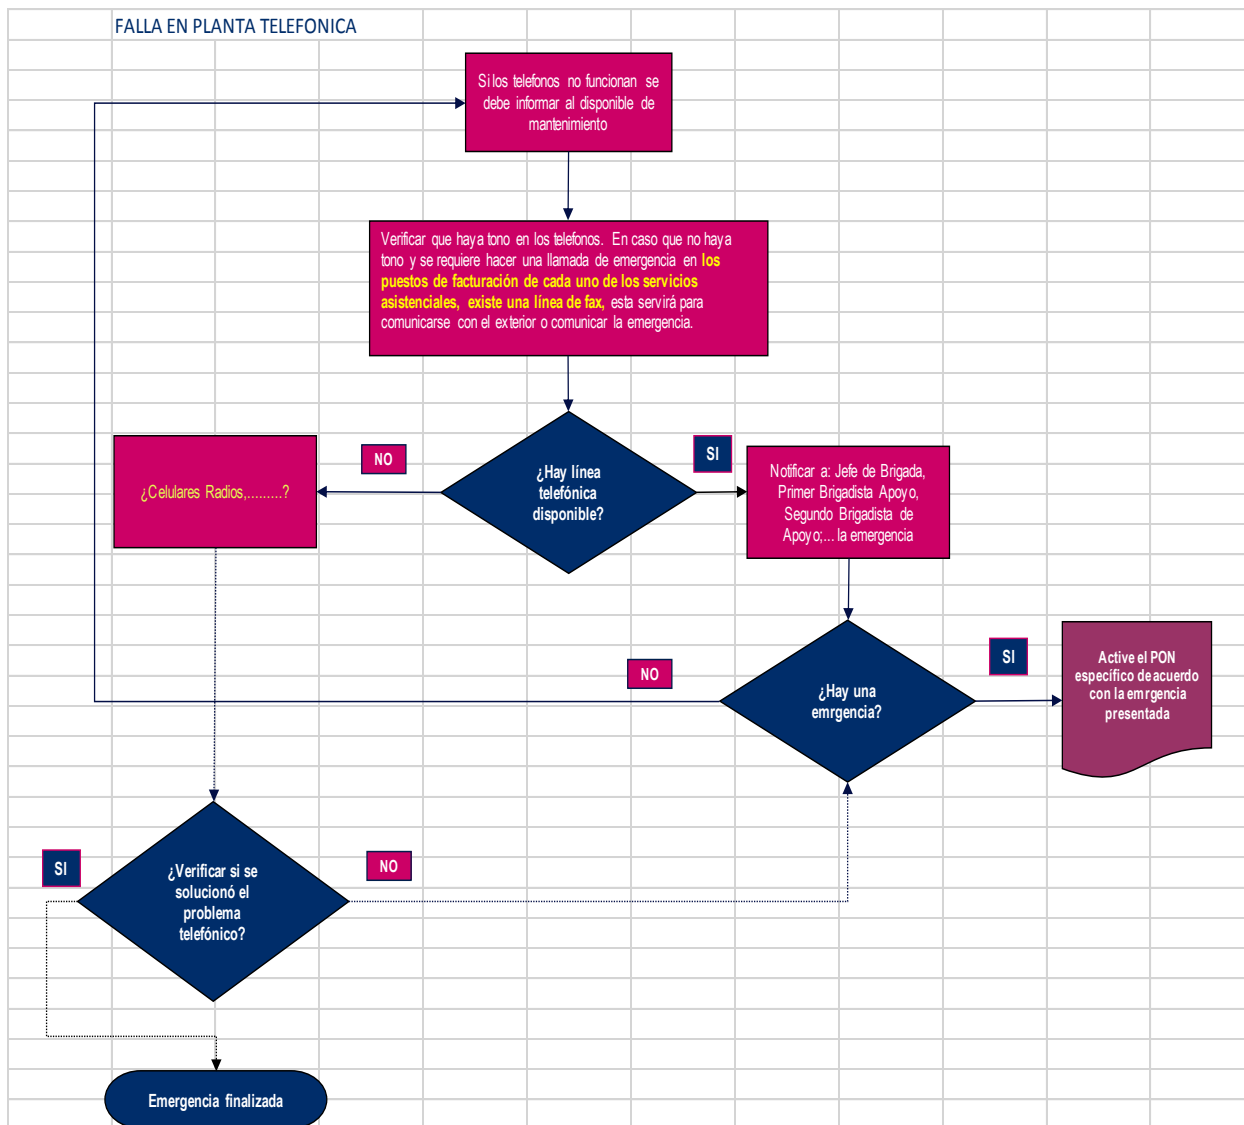 FALLA EN PLANTA TELEFONICA
Si los telefonos no funcionan se
debe informar al disponible de
mantenimiento
Verificar que haya tono en los telefonos. En caso que no haya
tono y se requiere hacer una llamada de emergencia en los
puestos de facturación de cada uno de los servicios
asistenciales, existe una línea de fax, esta servirá para
comunicarse con el exterior o comunicar la emergencia.
¿Hay línea
telefónica
disponible?
NO
SI
¿Celulares Radios,.........?
Notificar a: Jefe de Brigada,
Primer Brigadista Apoyo,
Segundo Brigadista de
Apoyo;... la emergencia
¿Hay una
emrgencia?
NO
SI
Active el PON
específico de acuerdo
con la emrgencia
presentada
¿Verificar si se
solucionó el
problema
telefónico?
SI
NO
Emergencia finalizada